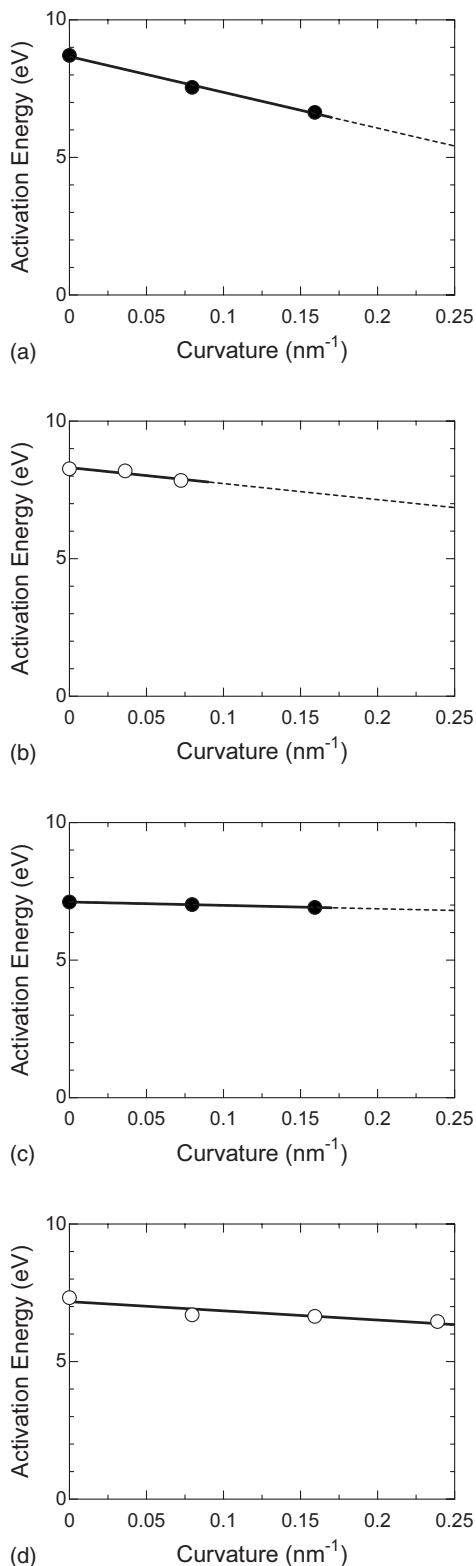 10
5
0
Activation Energy (eV)
0 0.05 0.1 0.15 0.2 0.25
(a) Curvature (nm-1)
10
5
0
Activation Energy (eV)
0 0.05 0.1 0.15 0.2 0.25
(b) Curvature (nm-1)
10
5
0
Activation Energy (eV)
0 0.05 0.1 0.15 0.2 0.25
(c) Curvature (nm-1)
10
5
0
Activation Energy (eV)
0 0.05 0.1 0.15 0.2 0.25
(d) Curvature (nm-1)